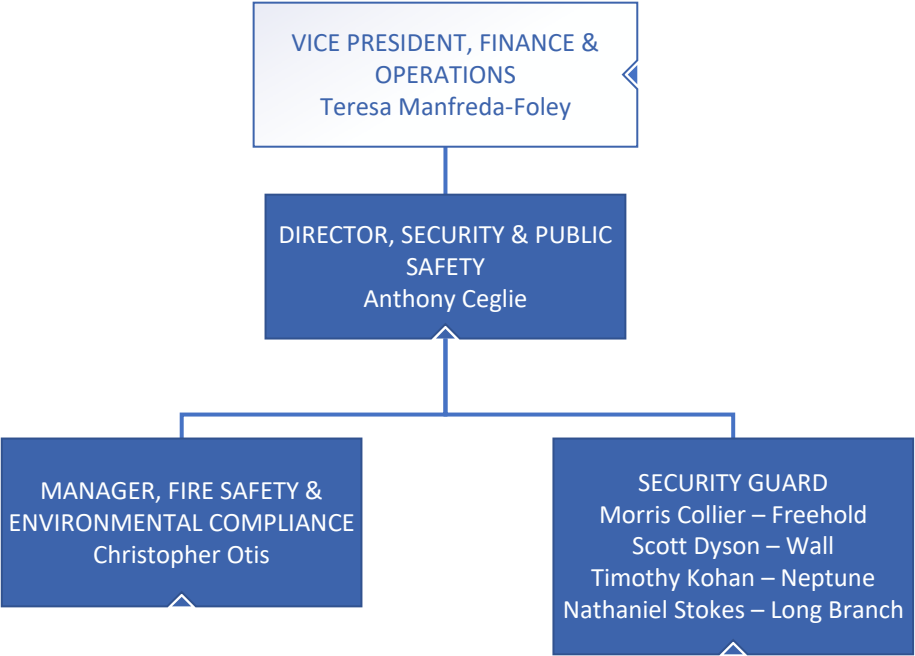 VICE PRESIDENT, FINANCE &
OPERATIONS
Teresa Manfreda-Foley
DIRECTOR, SECURITY & PUBLIC
SAFETY
Anthony Ceglie
MANAGER, FIRE SAFETY &
ENVIRONMENTAL COMPLIANCE
Christopher Otis
SECURITY GUARD
Morris Collier – Freehold
Scott Dyson – Wall
Timothy Kohan – Neptune
Nathaniel Stokes – Long Branch